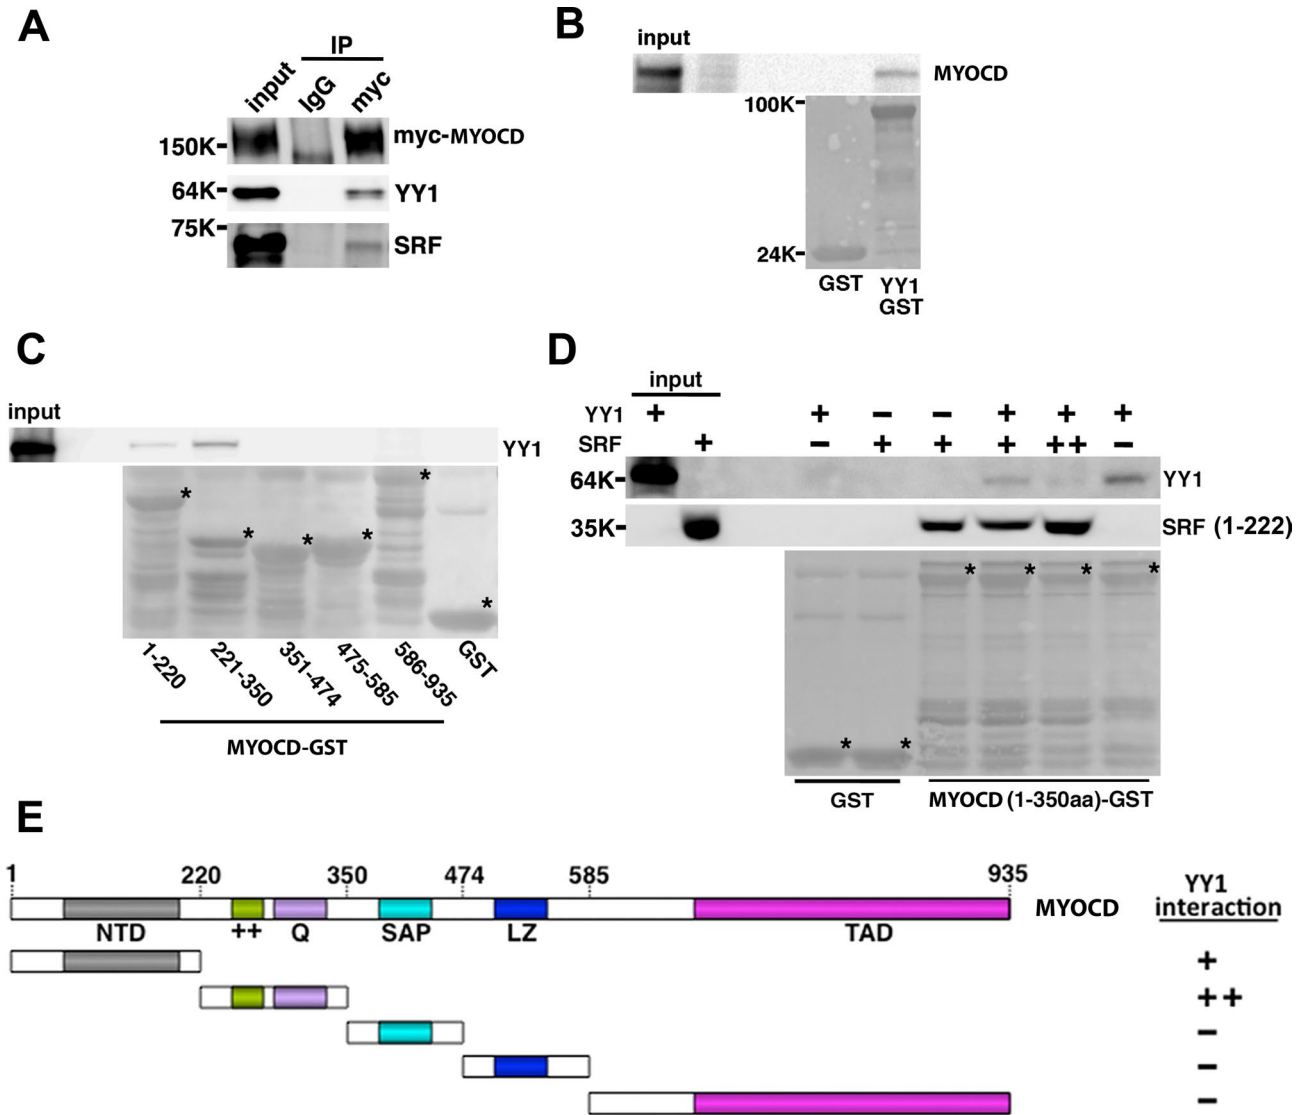 A
IP
input IgG myc
150K myc-MYOCD
64K YY1
75K SRF
B
input
MYOCD
100K
24K
GST YY1
GST
C
input
YY1
* * * * * *
1-220 221-350 351-474 475-585 586-935 GST
MYOCD-GST
D
input
YY1 + + - - + + +
SRF + - + + + ++ -
64K YY1
35K SRF (1-222)
* * * *
* *
GST MYOCD (1-350aa)-GST
E
1 220 350 474 585 935 YY1
MYOCD interaction
NTD ++ Q SAP LZ TAD
+
++
-
-
-